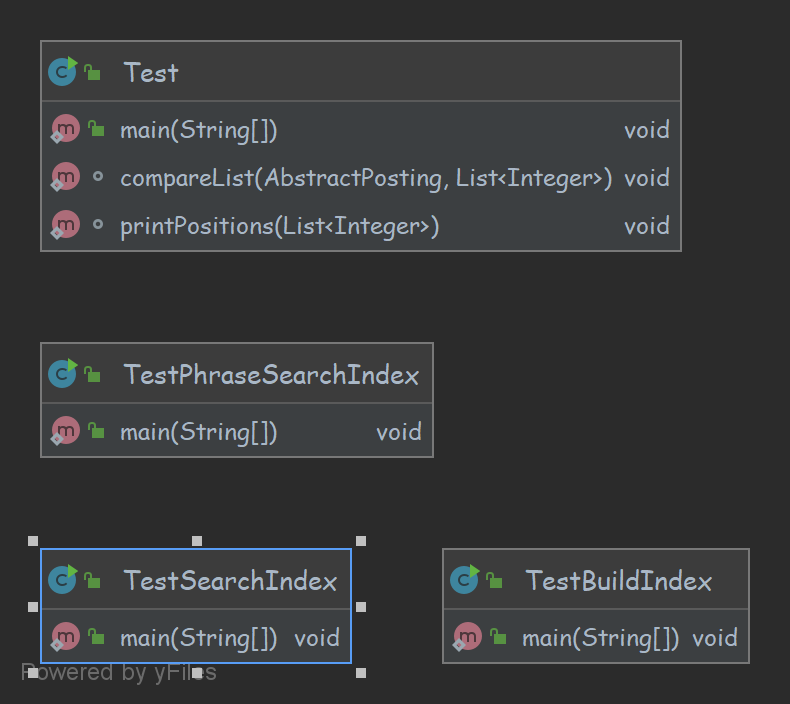 Test
main(String[]) void
compareList(AbstractPosting, List<Integer>) void
printPositions(List<Integer>) void
TestPhraseSearchIndex
main(String[]) void
TestSearchIndex
main(String[]) void
TestBuildIndex
main(String[]) void
Powered by yFiles